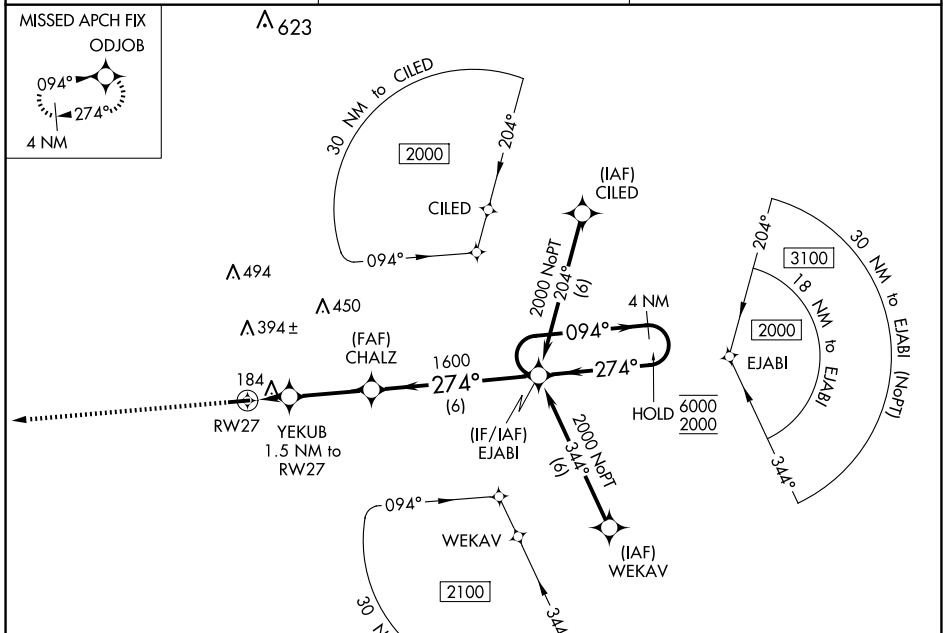 MISSED APCH FIX
ODJOB
094°
274°
4 NM
623
30 NM to CILED
2000
204°
CILED
094°
(IAF)
CILED
2000 NoPT
204°
(6)
494
450
394 ±
(FAF)
CHALZ
1600
274°
(6)
184
RW27
YEKUB
1.5 NM to
RW27
4 NM
094°
274°
HOLD
6000
2000
(IF/IAF)
EJABI
2000 NoPT
344°
(6)
(IAF)
WEKAV
204°
3100
30 NM to EJABI (NoPT)
18 NM to EJABI
2000
EJABI
344°
094°
WEKAV
2100
344°